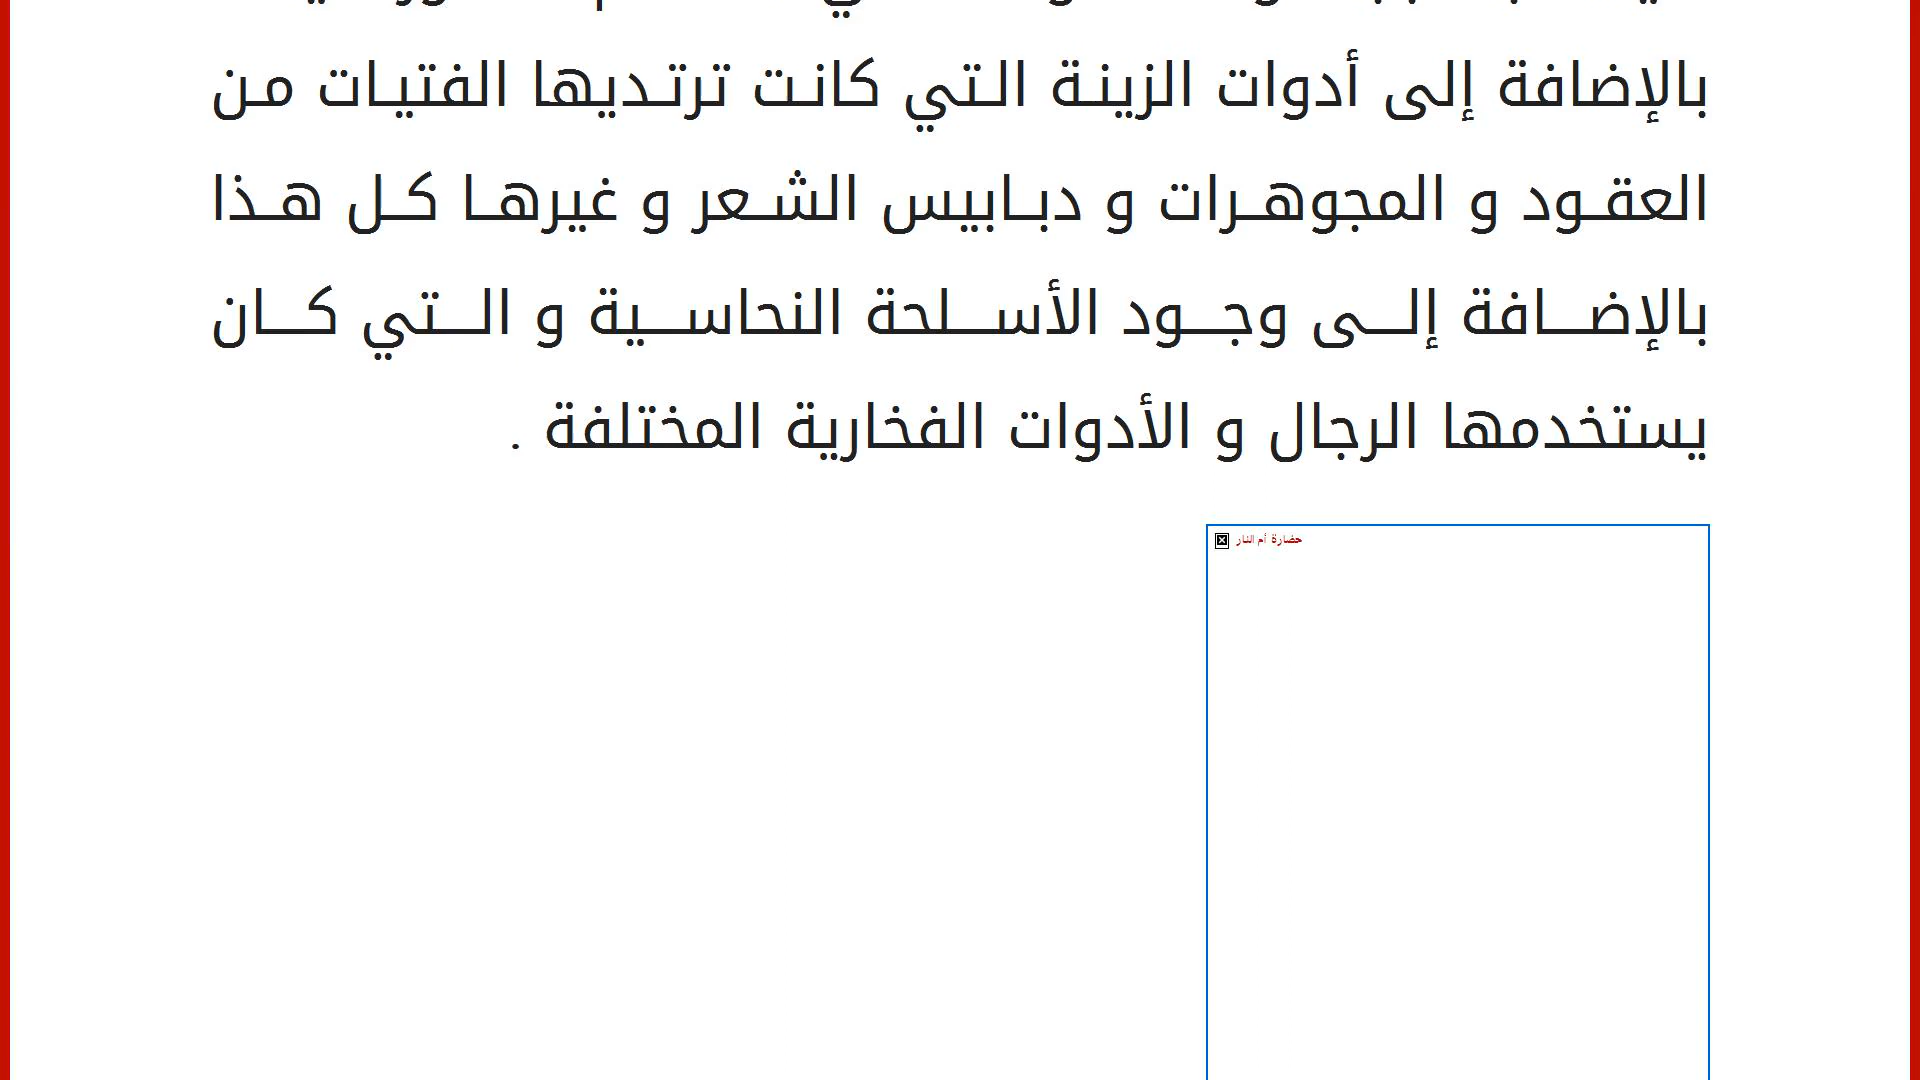 بالإضافة إلى أدوات الزينة التي كانت ترتديها الفتيات من
العقود و المجوهرات و دبابيس الشعر و غيرها كل هذا
بالإضافة إلى وجود الأسلحة النحاسية و التي كان
يستخدمها الرجال و الأدوات الفخارية المختلفة .
حضارة أم النار